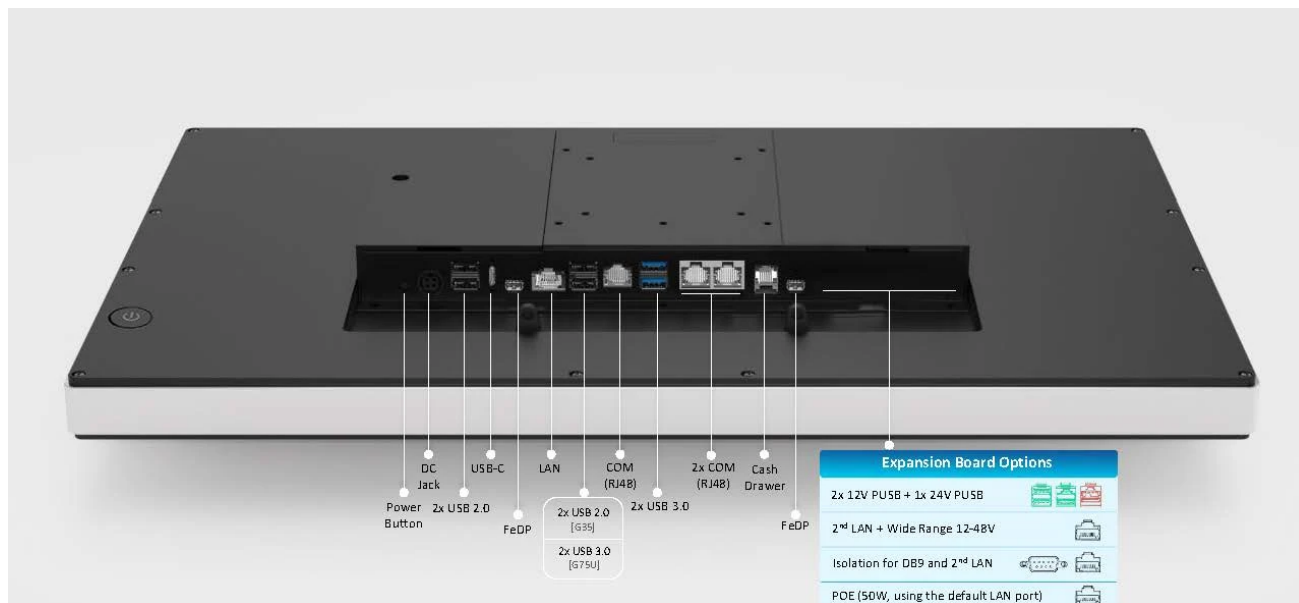 DC
Jack
USB-C
LAN
COM
(RJ48)
2x COM
(RJ48)
Cash
Drawer
Power
Button
2x USB 2.0
FeDP
2x USB 2.0
[G35]
2x USB 3.0
[G75U]
2x USB 3.0
FeDP
Expansion Board Options
2x 12V PUSB + 1x 24V PUSB
2nd LAN + Wide Range 12-48V
Isolation for DB9 and 2nd LAN
POE (50W, using the default LAN port)